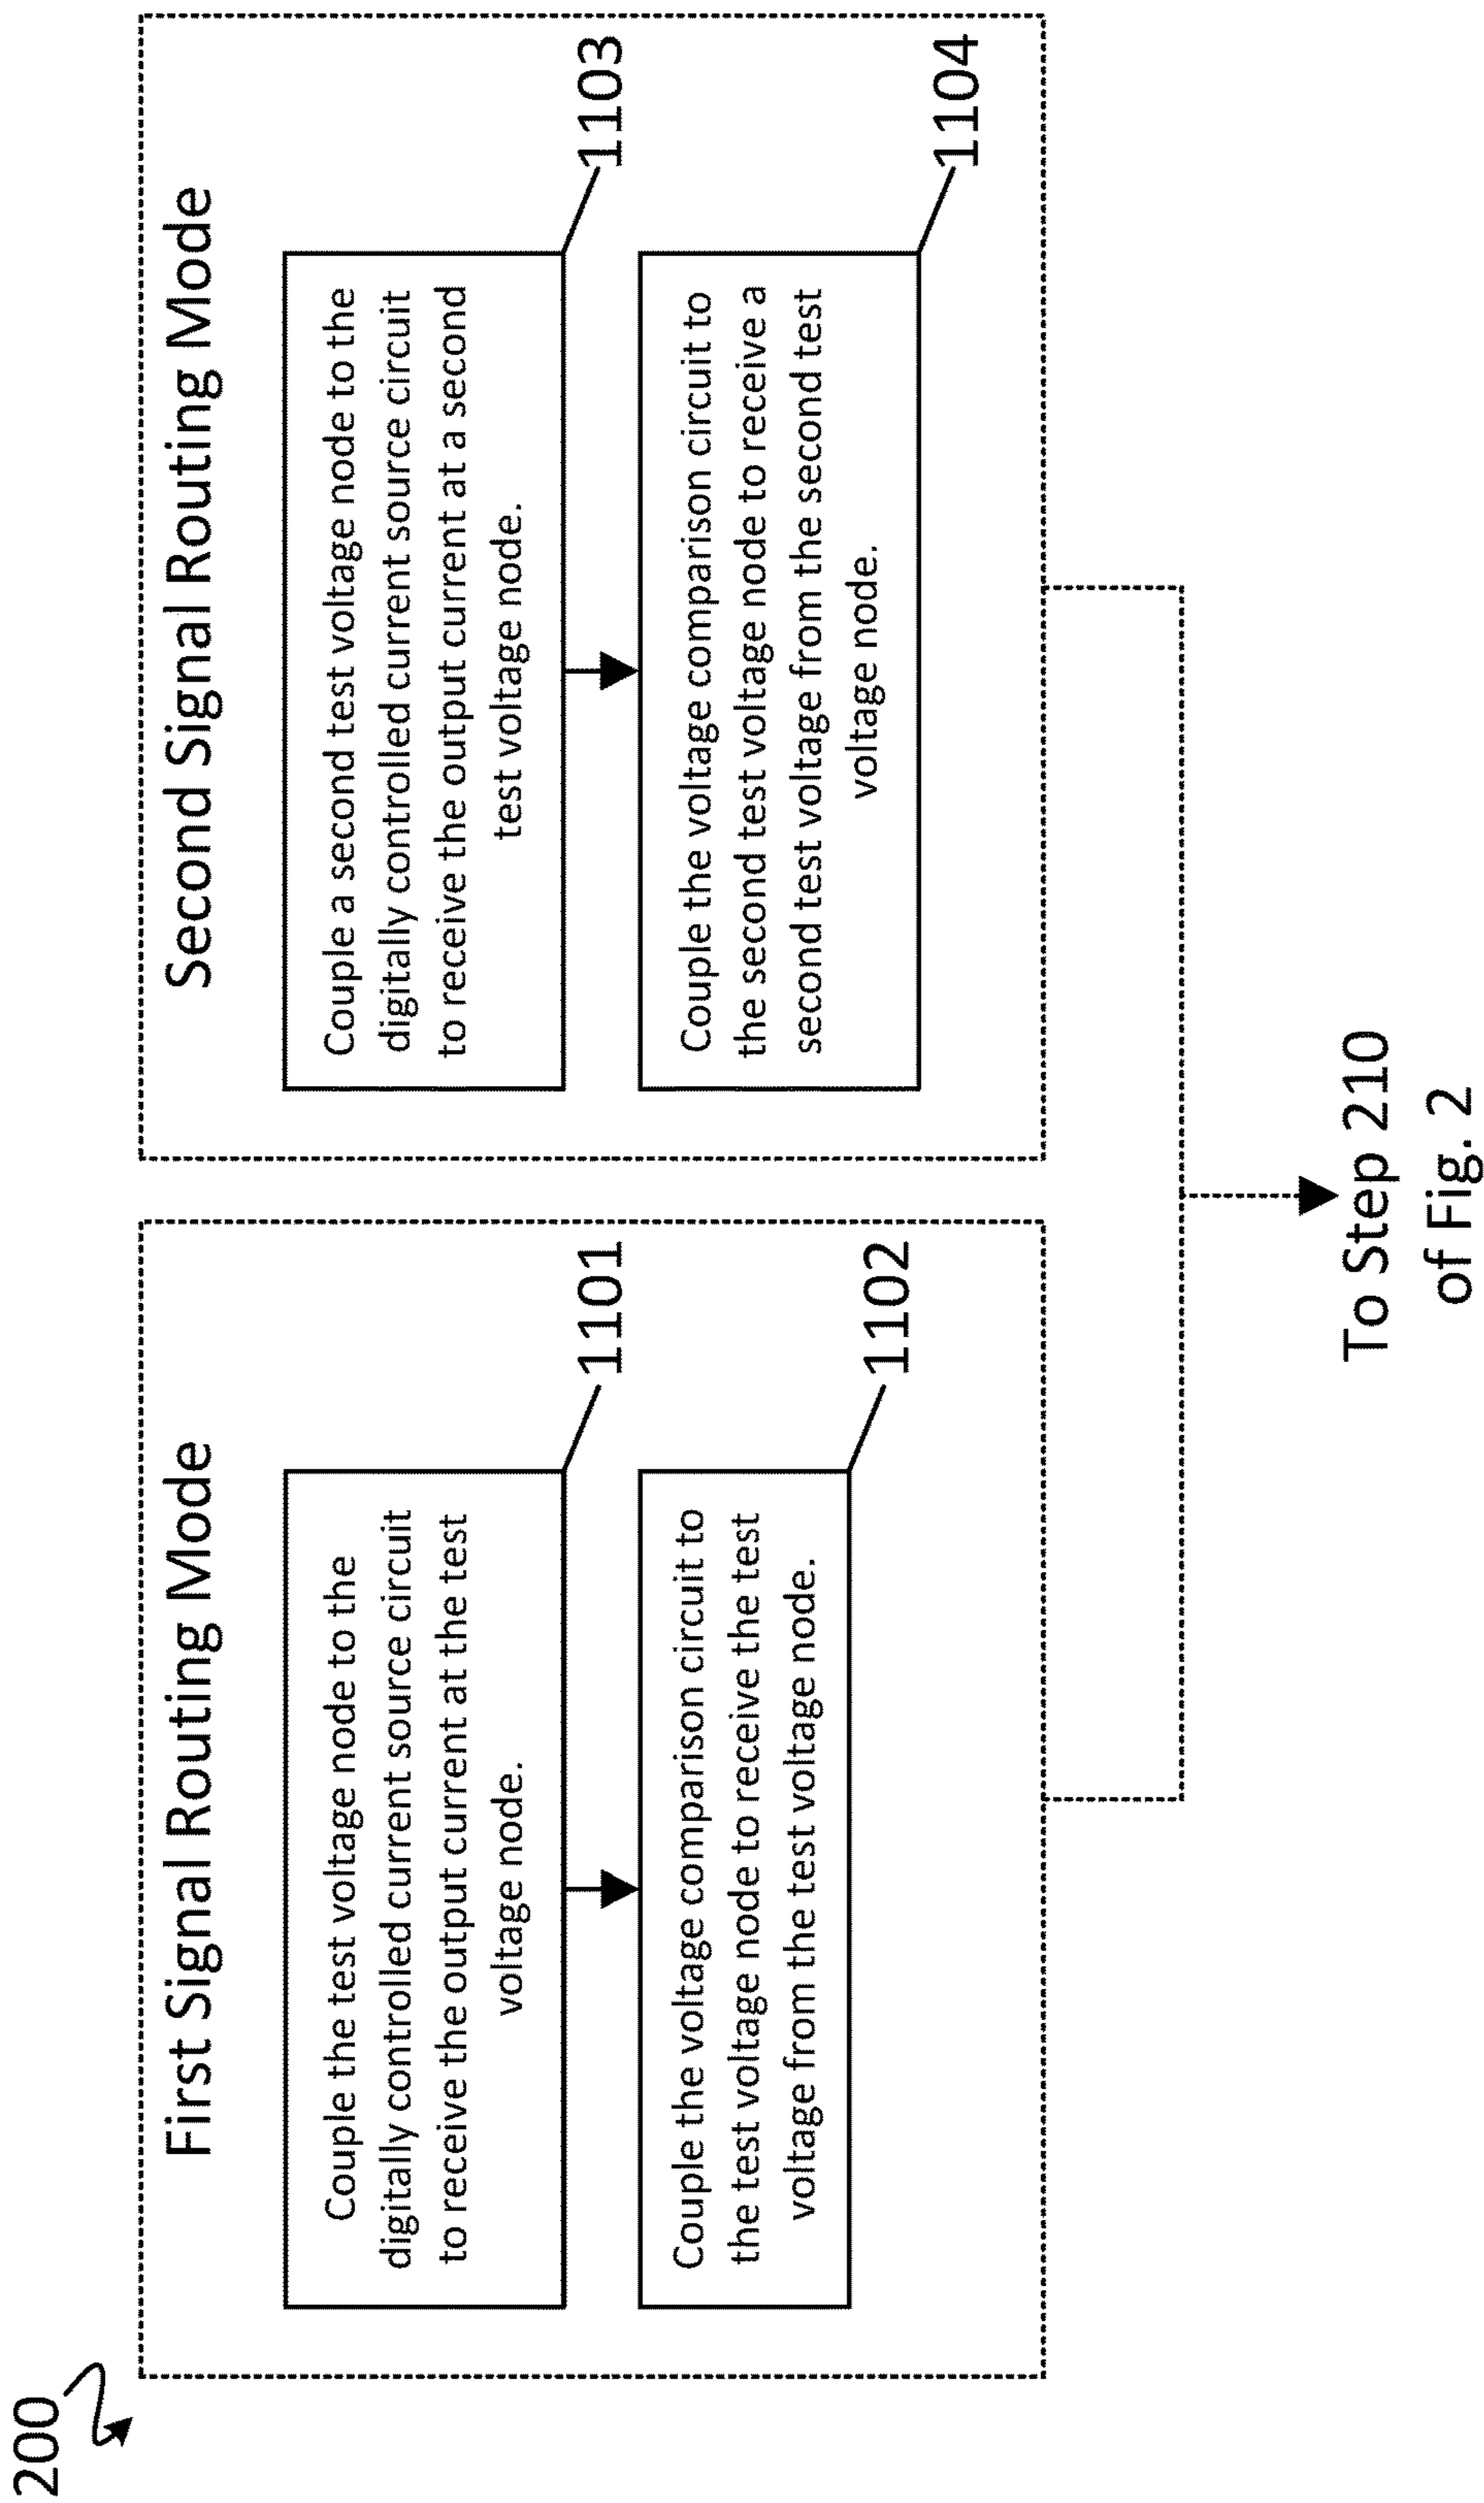 200
First Signal Routing Mode
Couple the test voltage node to the
digitally controlled current source circuit
to receive the output current at the test
voltage node.
1101
Couple the voltage comparison circuit to
the test voltage node to receive the test
voltage from the test voltage node.
1102
Second Signal Routing Mode
Couple a second test voltage node to the
digitally controlled current source circuit
to receive the output current at a second
test voltage node.
1103
Couple the voltage comparison circuit to
the second test voltage node to receive a
second test voltage from the second test
voltage node.
1104
To Step 210
of Fig. 2